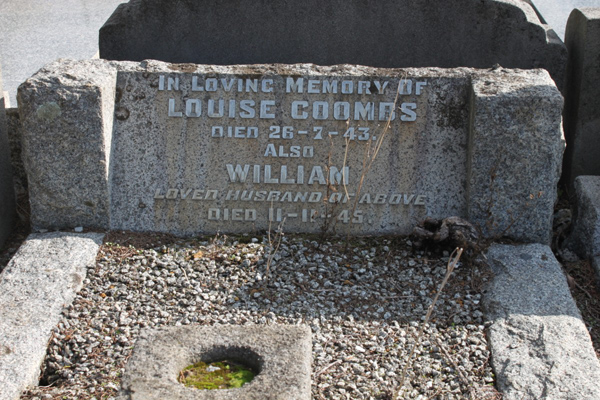 IN LOVING MEMORY OF
LOUISE COOMBS
DIED 26-7-43.
ALSO
WILLIAM
LOVED HUSBAND OF ABOVE
DIED 11-11-45.